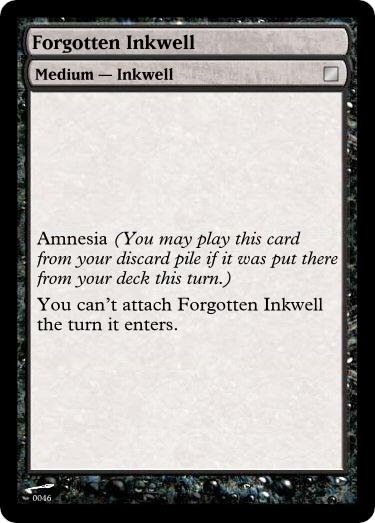 Forgotten Inkwell
Medium — Inkwell
Amnesia (You may play this card
from your discard pile if it was put there
from your deck this turn.)
You can't attach Forgotten Inkwell
the turn it enters.
0046